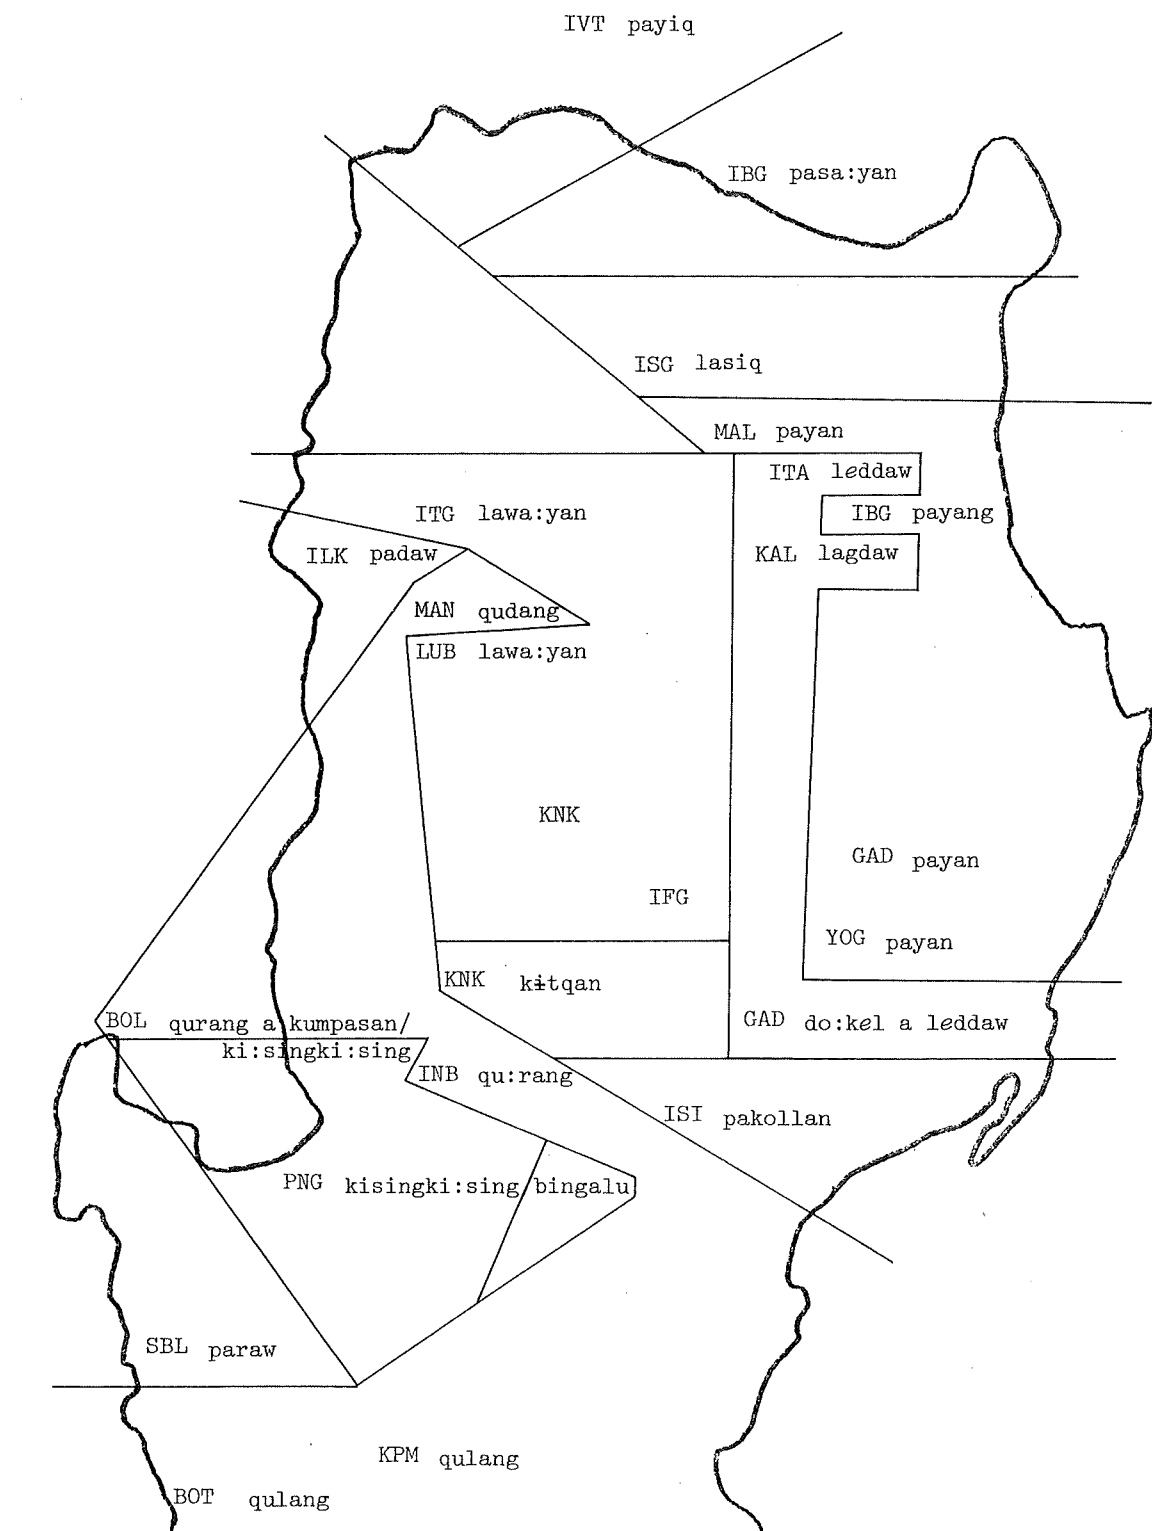 IVT payiq
IBG pasa:yan
ISG lasiq
MAL payan
ITA leddaw
ITG lawa:yan
IBG payang
ILK padaw
KAL lagdaw
MAN qudang
LUB lawa:yan
KNK
GAD payan
IFG
YOG payan
KNK kɨtqan
BOL qurang a kumpasan/
GAD do:kel a leddaw
ki:singki:sing
INB qu:rang
ISI pakollan
PNG kisingki:sing/bingalu
SBL paraw
KPM qulang
BOT qulang